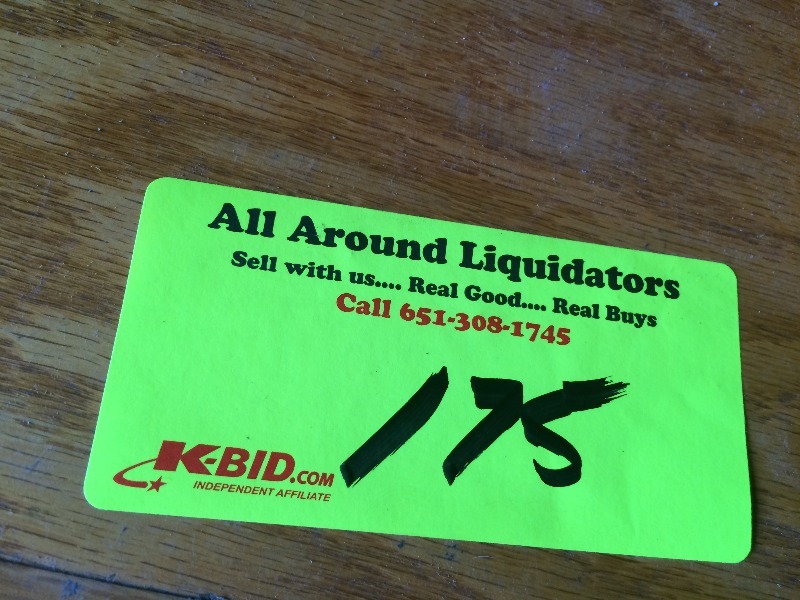 All Around Liquidators
Sell with us.... Real Good.... Real Buys
Call 651-308-1745
175
K-BID.COM
INDEPENDENT AFFILIATE